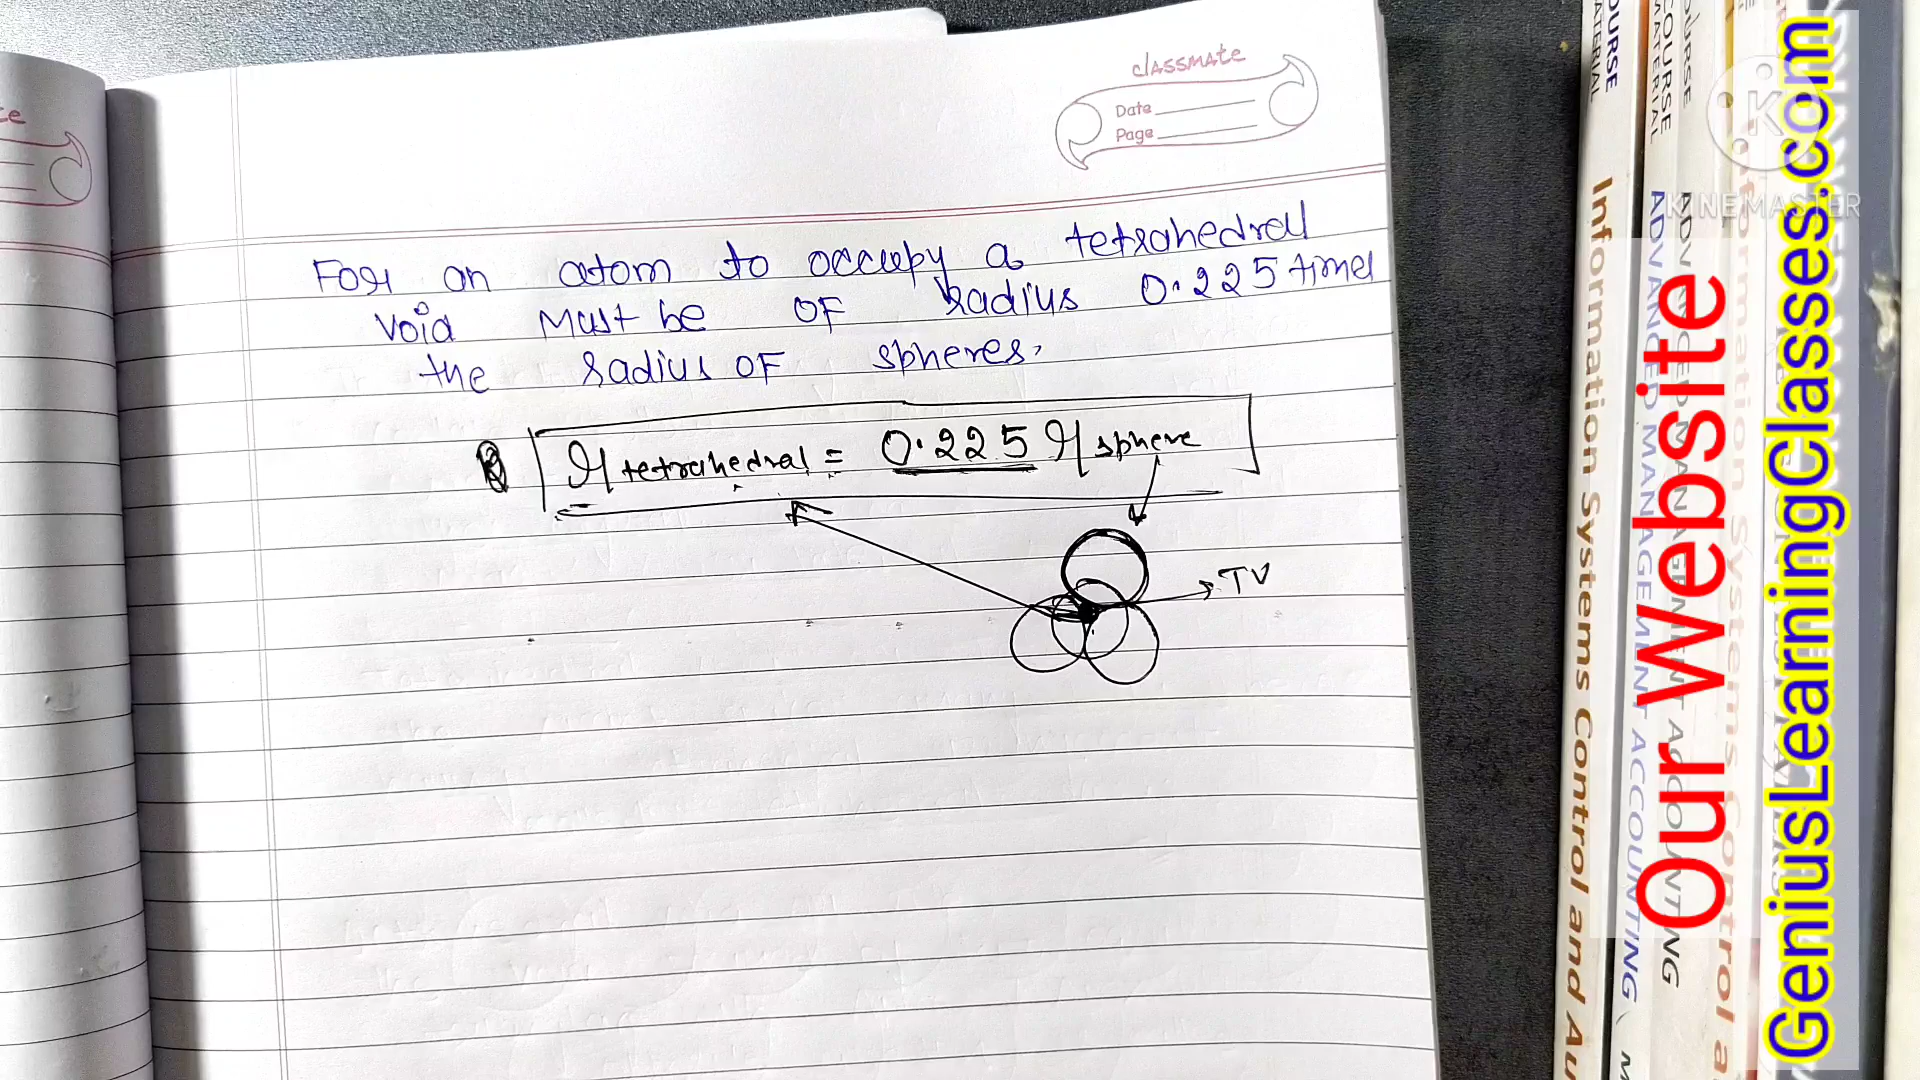 classmate
Date
Page
For an atom to occupy a tetrahedral
void must be of radius 0.225 times
the radius of spheres.
r tetrahedral = 0.225 r sphere
TV
COURSE
MATERIAL
ADVANCED MANAGEMENT ACCOUNTING
Information Systems Control and Au
KINEMASTER
Our Website
GeniusLearningClasses.com